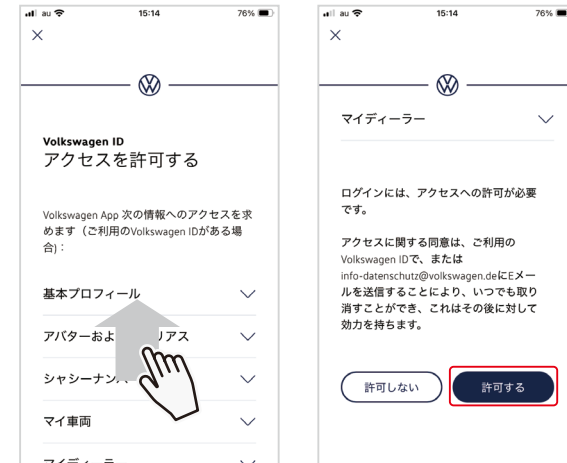 au
15:14
76%
Volkswagen ID
アクセスを許可する
Volkswagen App 次の情報へのアクセスを求
めます（ご利用のVolkswagen IDがある場
合):
基本プロフィール
アバターおよ リアス
シャシーナン
マイ車両
au
15:14
76%
マイディーラー
ログインには、アクセスへの許可が必要
です。
アクセスに関する同意は、ご利用の
Volkswagen IDで、または
info-datenschutz@volkswagen.deにEメー
ルを送信することにより、いつでも取り
消すことができ、これはその後に対して
効力を持ちます。
許可しない
許可する